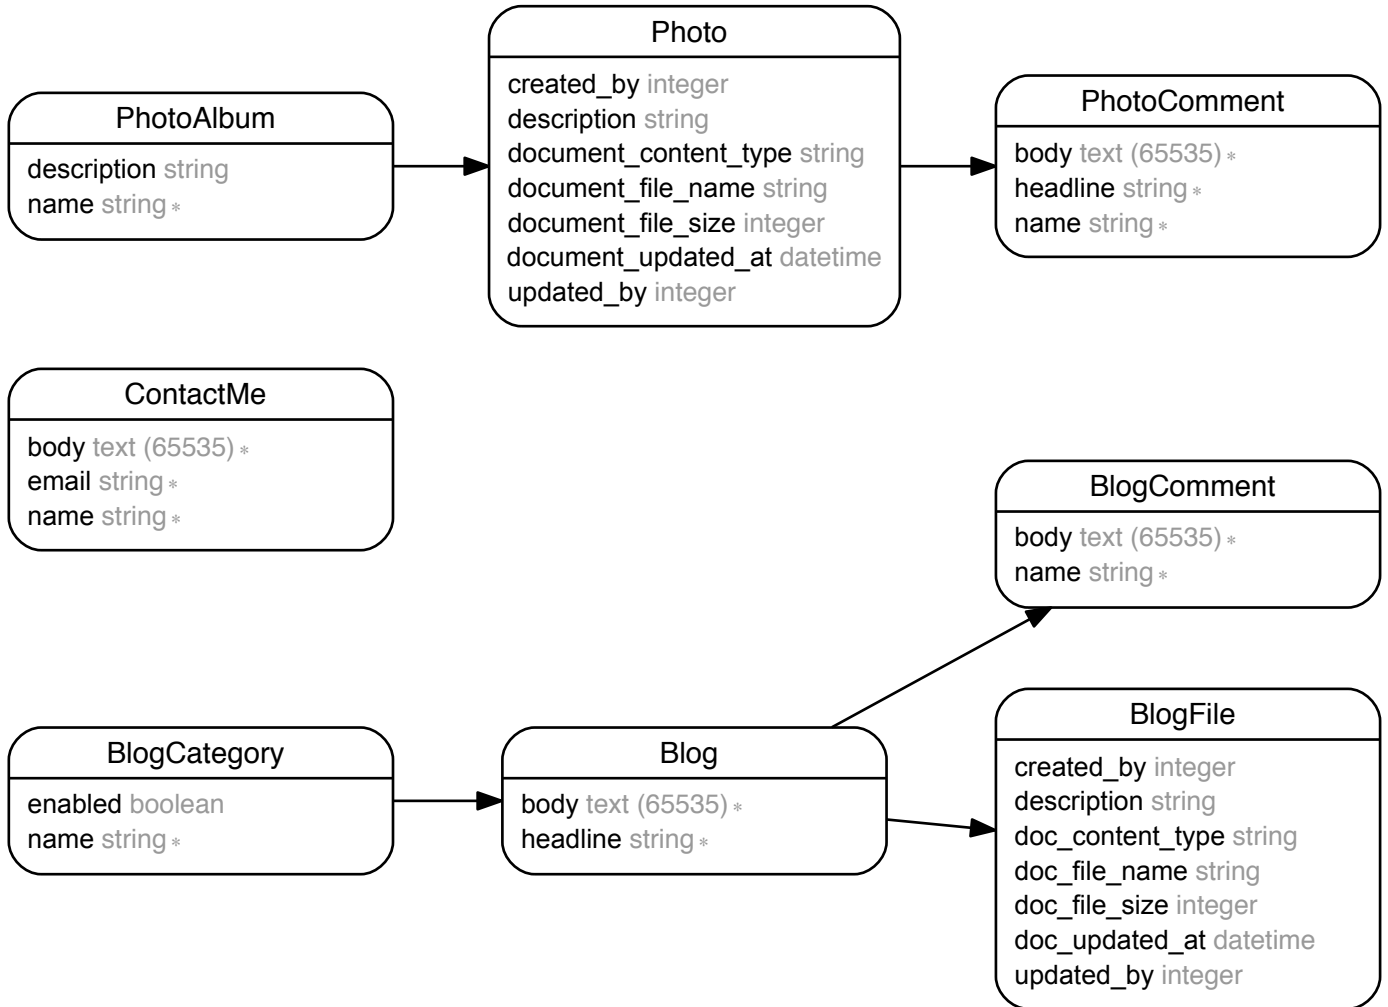 PhotoAlbum
description string
name string ∗
Photo
created_by integer
description string
document_content_type string
document_file_name string
document_file_size integer
document_updated_at datetime
updated_by integer
PhotoComment
body text (65535) ∗
headline string ∗
name string ∗
ContactMe
body text (65535) ∗
email string ∗
name string ∗
BlogComment
body text (65535) ∗
name string ∗
BlogCategory
enabled boolean
name string ∗
Blog
body text (65535) ∗
headline string ∗
BlogFile
created_by integer
description string
doc_content_type string
doc_file_name string
doc_file_size integer
doc_updated_at datetime
updated_by integer